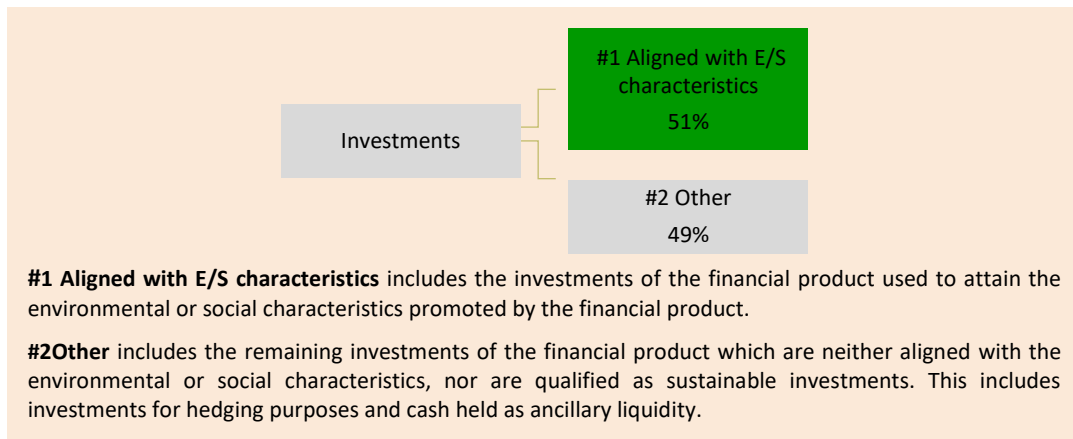 #1 Aligned with E/S
characteristics
51%
Investments
#2 Other
49%
#1 Aligned with E/S characteristics includes the investments of the financial product used to attain the
environmental or social characteristics promoted by the financial product.
#2Other includes the remaining investments of the financial product which are neither aligned with the
environmental or social characteristics, nor are qualified as sustainable investments. This includes
investments for hedging purposes and cash held as ancillary liquidity.